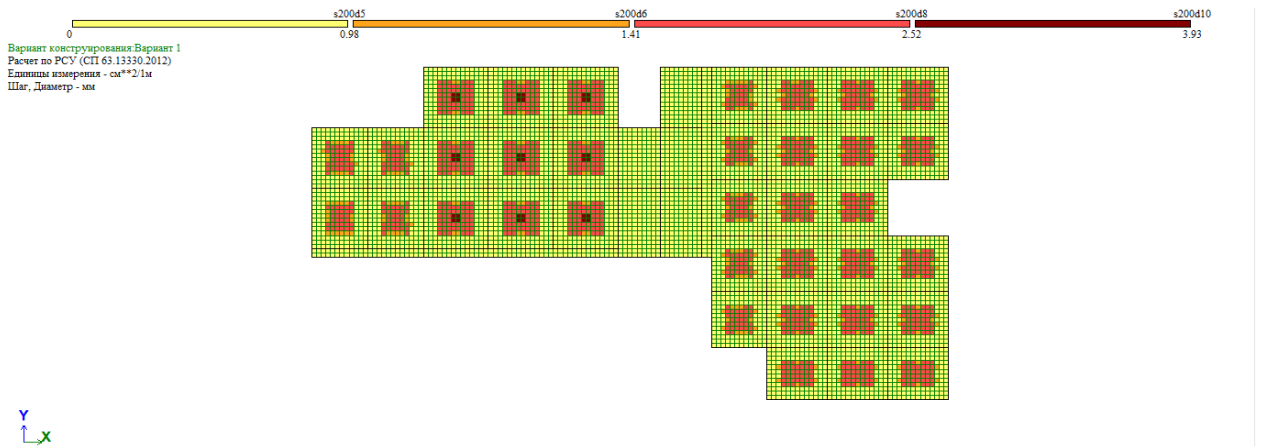 s200d5 s200d6 s200d8 s200d10
0 0.98 1.41 2.52 3.93
Вариант конструирования:Вариант 1
Расчет по РСУ (СП 63.13330.2012)
Единицы измерения - см**2/1м
Шаг, Диаметр - мм
Y
X